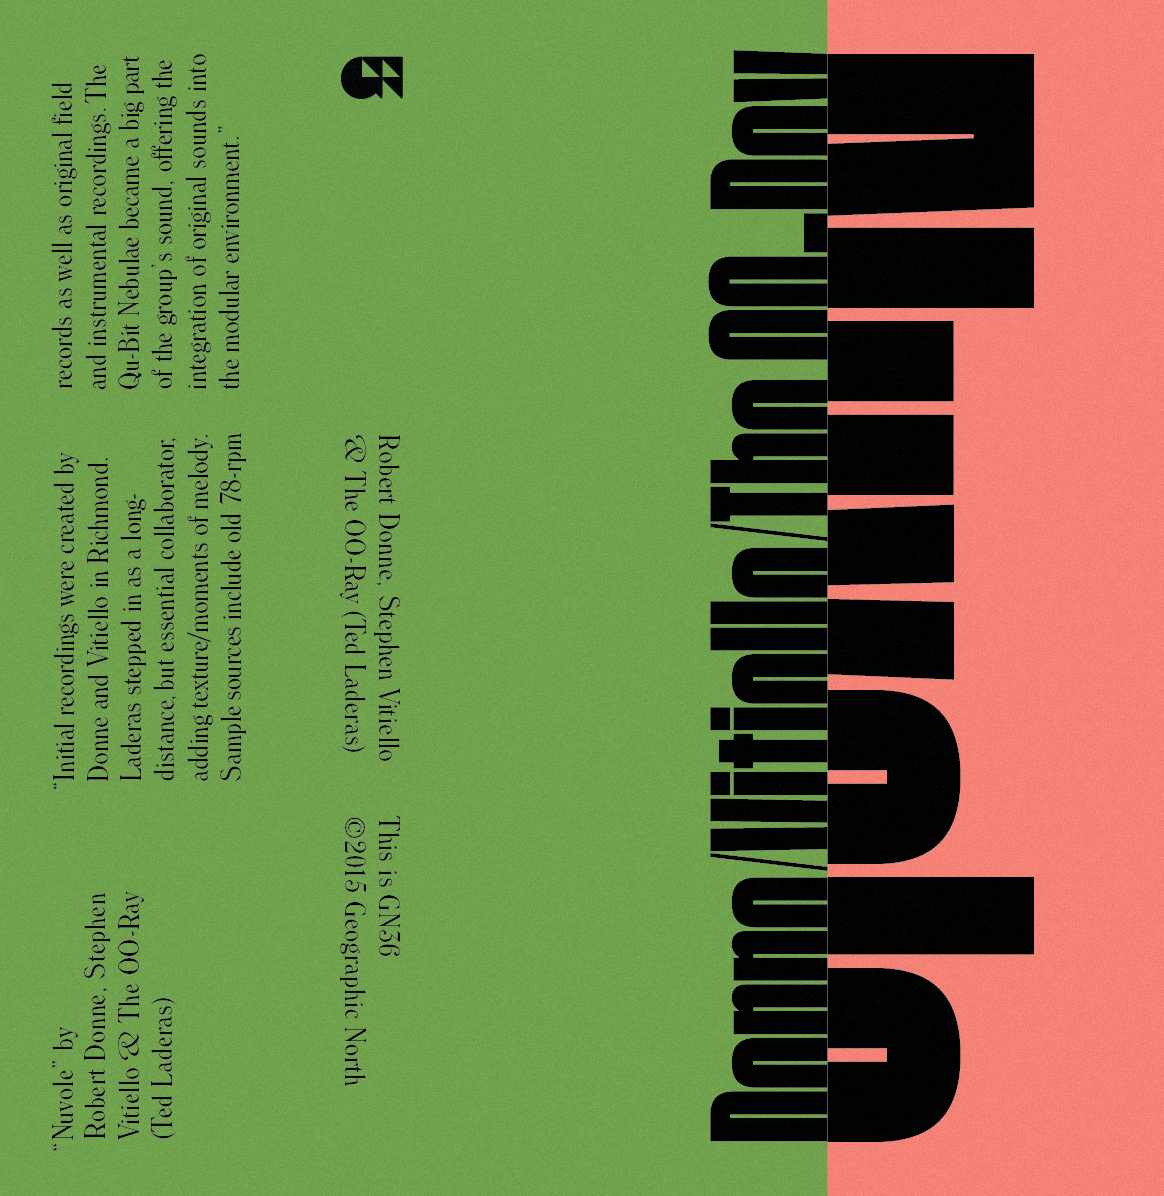 “Nuvole” by
Robert Donne, Stephen
Vitiello & The OO-Ray
(Ted Laderas)
“Initial recordings were created by
Donne and Vitiello in Richmond.
Laderas stepped in as a long-
distance, but essential collaborator,
adding texture/moments of melody.
Sample sources include old 78-rpm
records as well as original field
and instrumental recordings. The
Qu-Bit Nebulae became a big part
of the group’s sound, offering the
integration of original sounds into
the modular environment.”
Robert Donne, Stephen Vitiello
& The OO-Ray (Ted Laderas)
This is GN36
©2015 Geographic North
Donne/Vitiello/The OO-Ray
Nuvole